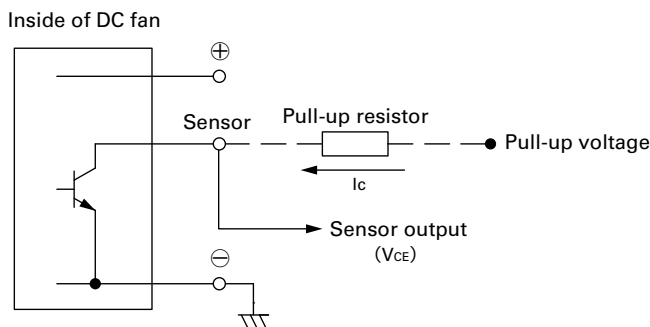 Inside of DC fan
⊕
Sensor
Pull-up resistor
Pull-up voltage
Ic
Sensor output
(VCE)
⊖